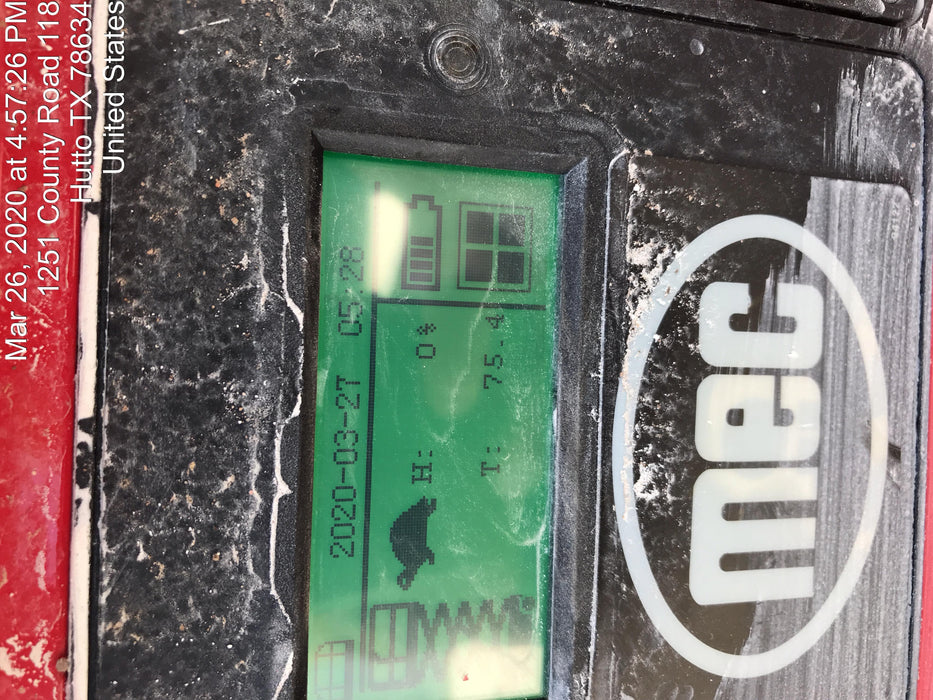 Mar 26, 2020 at 4:57:26 PM
1251 County Road 118
Hutto TX 78634
United States
2020-03-27 05:28
H: 0%
T: 75.4
MEC